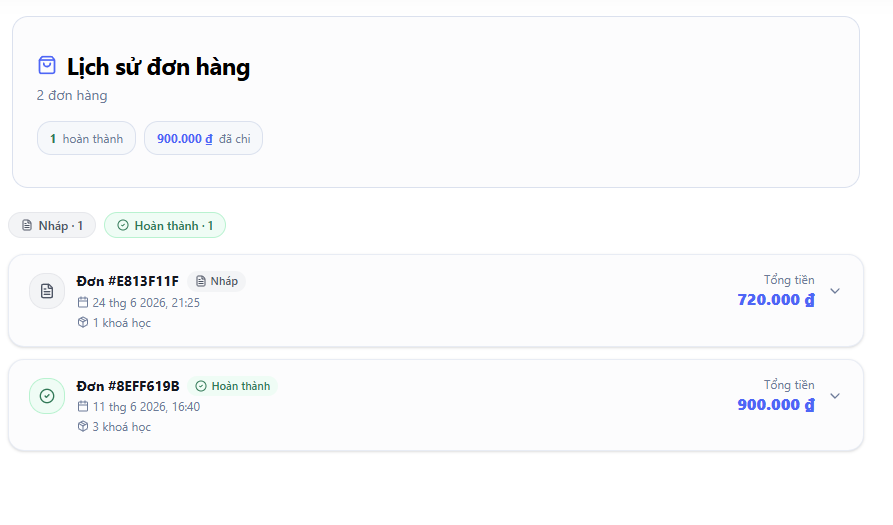 Lịch sử đơn hàng
2 đơn hàng
1 hoàn thành 900.000 ₫ đã chi
Nháp · 1 Hoàn thành · 1
Đơn #E813F11F Nháp
24 thg 6 2026, 21:25
1 khoá học
Tổng tiền
720.000 ₫
Đơn #8EFF619B Hoàn thành
11 thg 6 2026, 16:40
3 khoá học
Tổng tiền
900.000 ₫